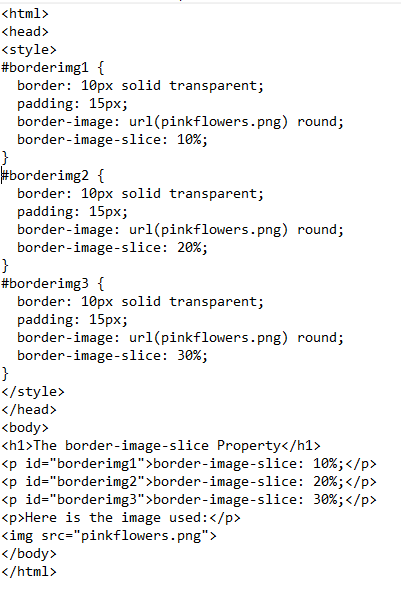 <html>
<head>
<style>
#borderimg1 {
  border: 10px solid transparent;
  padding: 15px;
  border-image: url(pinkflowers.png) round;
  border-image-slice: 10%;
}
#borderimg2 {
  border: 10px solid transparent;
  padding: 15px;
  border-image: url(pinkflowers.png) round;
  border-image-slice: 20%;
}
#borderimg3 {
  border: 10px solid transparent;
  padding: 15px;
  border-image: url(pinkflowers.png) round;
  border-image-slice: 30%;
}
</style>
</head>
<body>
<h1>The border-image-slice Property</h1>
<p id="borderimg1">border-image-slice: 10%;</p>
<p id="borderimg2">border-image-slice: 20%;</p>
<p id="borderimg3">border-image-slice: 30%;</p>
<p>Here is the image used:</p>
<img src="pinkflowers.png">
</body>
</html>